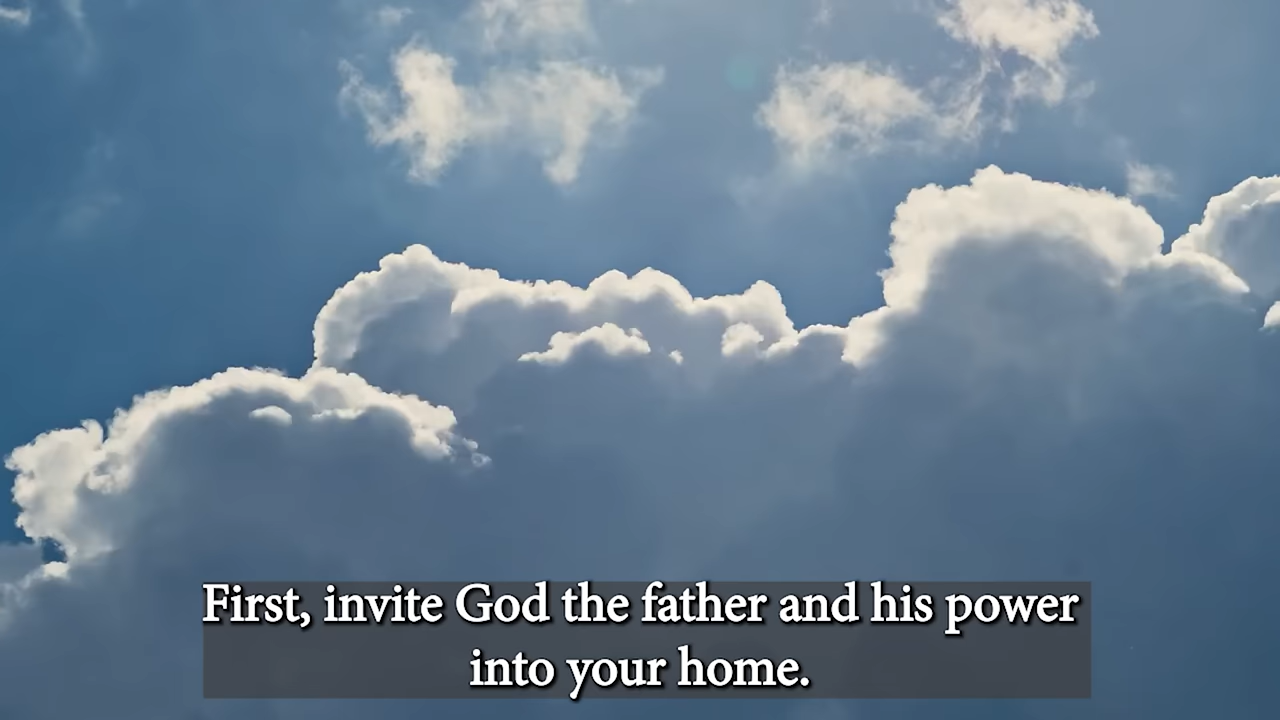 First, invite God the father and his power
into your home.